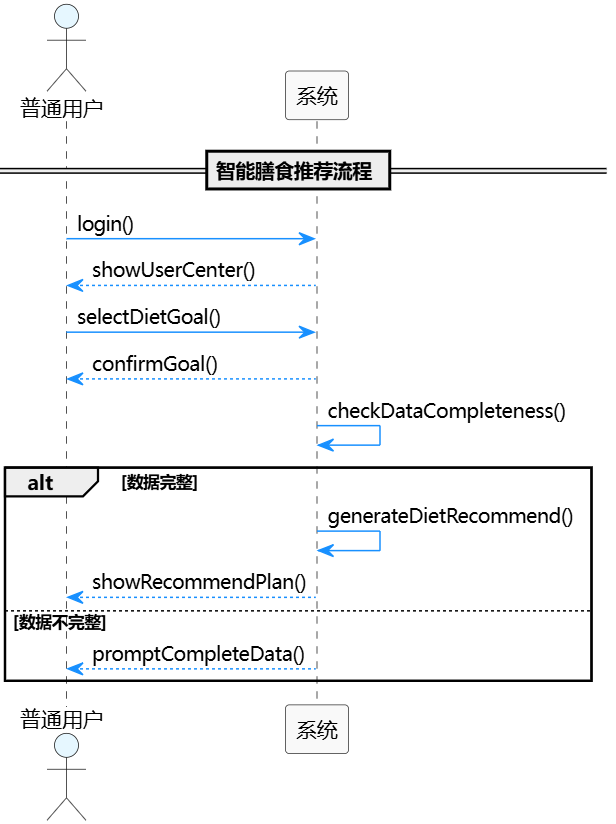 普通用户
系统
智能膳食推荐流程
login()
showUserCenter()
selectDietGoal()
confirmGoal()
checkDataCompleteness()
alt [数据完整]
generateDietRecommend()
showRecommendPlan()
[数据不完整]
promptCompleteData()
普通用户
系统